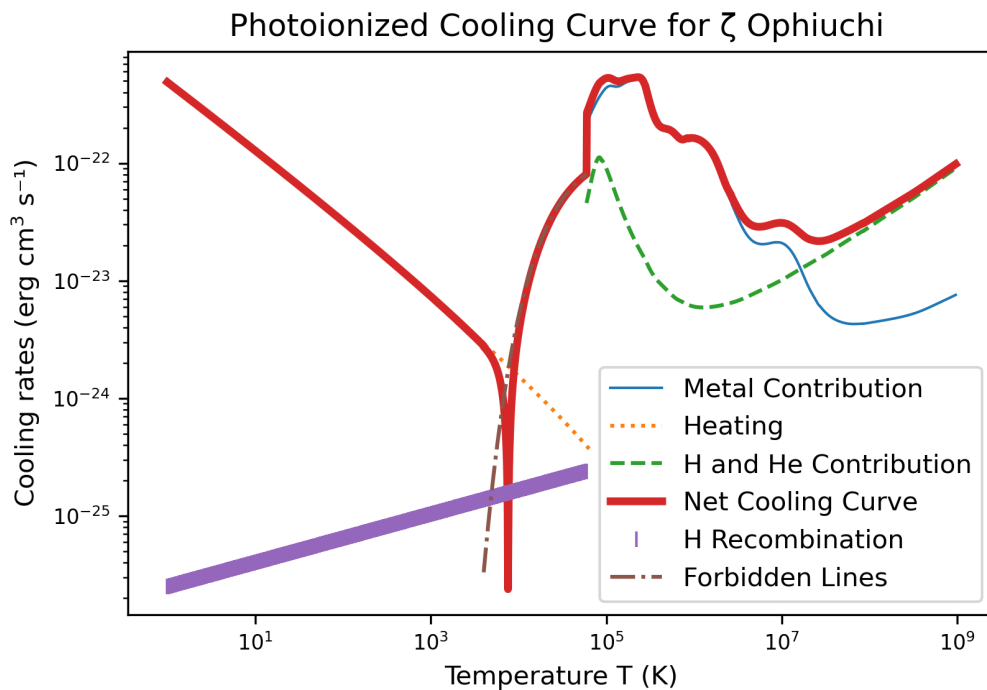 Photoionized Cooling Curve for ζ Ophiuchi
Cooling rates (erg cm³ s⁻¹)
10⁻²²
10⁻²³
10⁻²⁴
10⁻²⁵
Metal Contribution
Heating
H and He Contribution
Net Cooling Curve
H Recombination
Forbidden Lines
10¹ 10³ 10⁵ 10⁷ 10⁹
Temperature T (K)